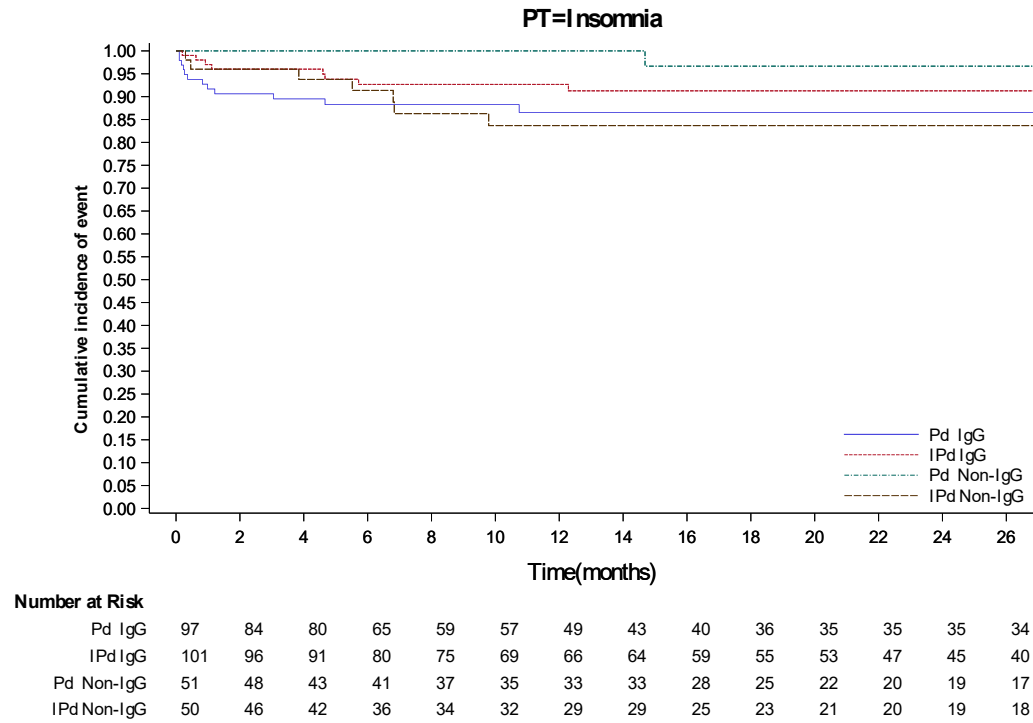 PT=Insomnia
Cumulative incidence of event
1.00
0.95
0.90
0.85
0.80
0.75
0.70
0.65
0.60
0.55
0.50
0.45
0.40
0.35
0.30
0.25
0.20
0.15
0.10
0.05
0.00
Pd IgG
IPd IgG
Pd Non-IgG
IPd Non-IgG
0 2 4 6 8 10 12 14 16 18 20 22 24 26
Time(months)
Number at Risk
Pd IgG 97 84 80 65 59 57 49 43 40 36 35 35 35 34
IPd IgG 101 96 91 80 75 69 66 64 59 55 53 47 45 40
Pd Non-IgG 51 48 43 41 37 35 33 33 28 25 22 20 19 17
IPd Non-IgG 50 46 42 36 34 32 29 29 25 23 21 20 19 18